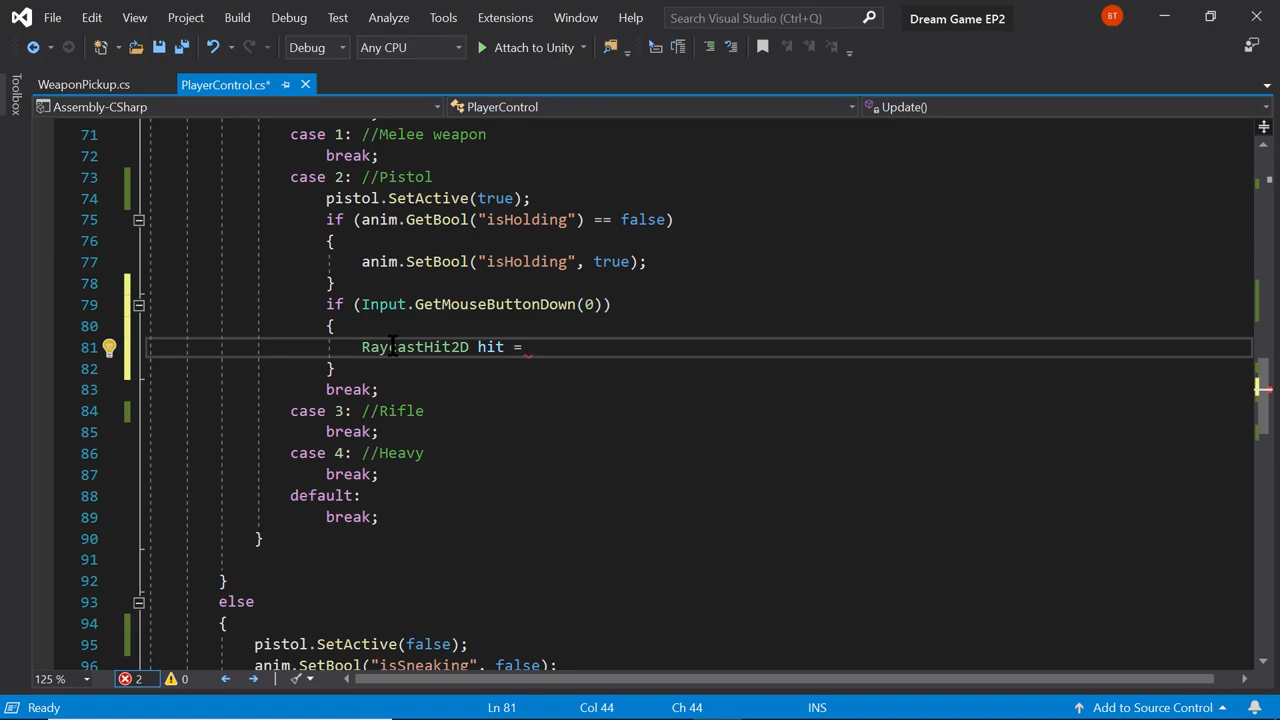 File Edit View Project Build Debug Test Analyze Tools Extensions Window Help Search Visual Studio (Ctrl+Q) Dream Game EP2 BT
Debug Any CPU Attach to Unity
Toolbox
WeaponPickup.cs PlayerControl.cs*
Assembly-CSharp PlayerControl Update()
71 case 1: //Melee weapon
72 break;
73 case 2: //Pistol
74 pistol.SetActive(true);
75 if (anim.GetBool("isHolding") == false)
76 {
77 anim.SetBool("isHolding", true);
78 }
79 if (Input.GetMouseButtonDown(0))
80 {
81 RaycastHit2D hit =
82 }
83 break;
84 case 3: //Rifle
85 break;
86 case 4: //Heavy
87 break;
88 default:
89 break;
90 }
91
92 }
93 else
94 {
95 pistol.SetActive(false);
96 anim.SetBool("isSneaking", false);
125 % 2 0
Ready Ln 81 Col 44 Ch 44 INS Add to Source Control